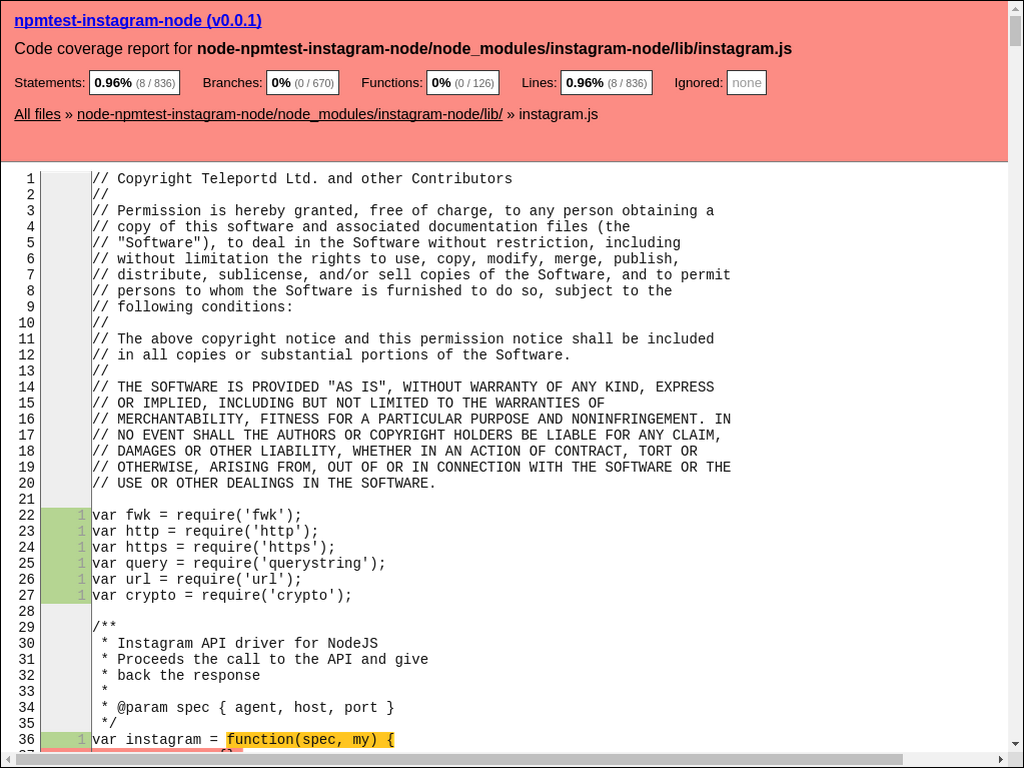 npmtest-instagram-node (v0.0.1)
Code coverage report for node-npmtest-instagram-node/node_modules/instagram-node/lib/instagram.js
Statements: 0.96% (8 / 836) Branches: 0% (0 / 670) Functions: 0% (0 / 126) Lines: 0.96% (8 / 836) Ignored: none
All files » node-npmtest-instagram-node/node_modules/instagram-node/lib/ » instagram.js
1 // Copyright Teleportd Ltd. and other Contributors
2 //
3 // Permission is hereby granted, free of charge, to any person obtaining a
4 // copy of this software and associated documentation files (the
5 // "Software"), to deal in the Software without restriction, including
6 // without limitation the rights to use, copy, modify, merge, publish,
7 // distribute, sublicense, and/or sell copies of the Software, and to permit
8 // persons to whom the Software is furnished to do so, subject to the
9 // following conditions:
10 //
11 // The above copyright notice and this permission notice shall be included
12 // in all copies or substantial portions of the Software.
13 //
14 // THE SOFTWARE IS PROVIDED "AS IS", WITHOUT WARRANTY OF ANY KIND, EXPRESS
15 // OR IMPLIED, INCLUDING BUT NOT LIMITED TO THE WARRANTIES OF
16 // MERCHANTABILITY, FITNESS FOR A PARTICULAR PURPOSE AND NONINFRINGEMENT. IN
17 // NO EVENT SHALL THE AUTHORS OR COPYRIGHT HOLDERS BE LIABLE FOR ANY CLAIM,
18 // DAMAGES OR OTHER LIABILITY, WHETHER IN AN ACTION OF CONTRACT, TORT OR
19 // OTHERWISE, ARISING FROM, OUT OF OR IN CONNECTION WITH THE SOFTWARE OR THE
20 // USE OR OTHER DEALINGS IN THE SOFTWARE.
21
22 1 var fwk = require('fwk');
23 1 var http = require('http');
24 1 var https = require('https');
25 1 var query = require('querystring');
26 1 var url = require('url');
27 1 var crypto = require('crypto');
28
29 /**
30 * Instagram API driver for NodeJS
31 * Proceeds the call to the API and give
32 * back the response
33 *
34 * @param spec { agent, host, port }
35 */
36 1 var instagram = function(spec, my) {